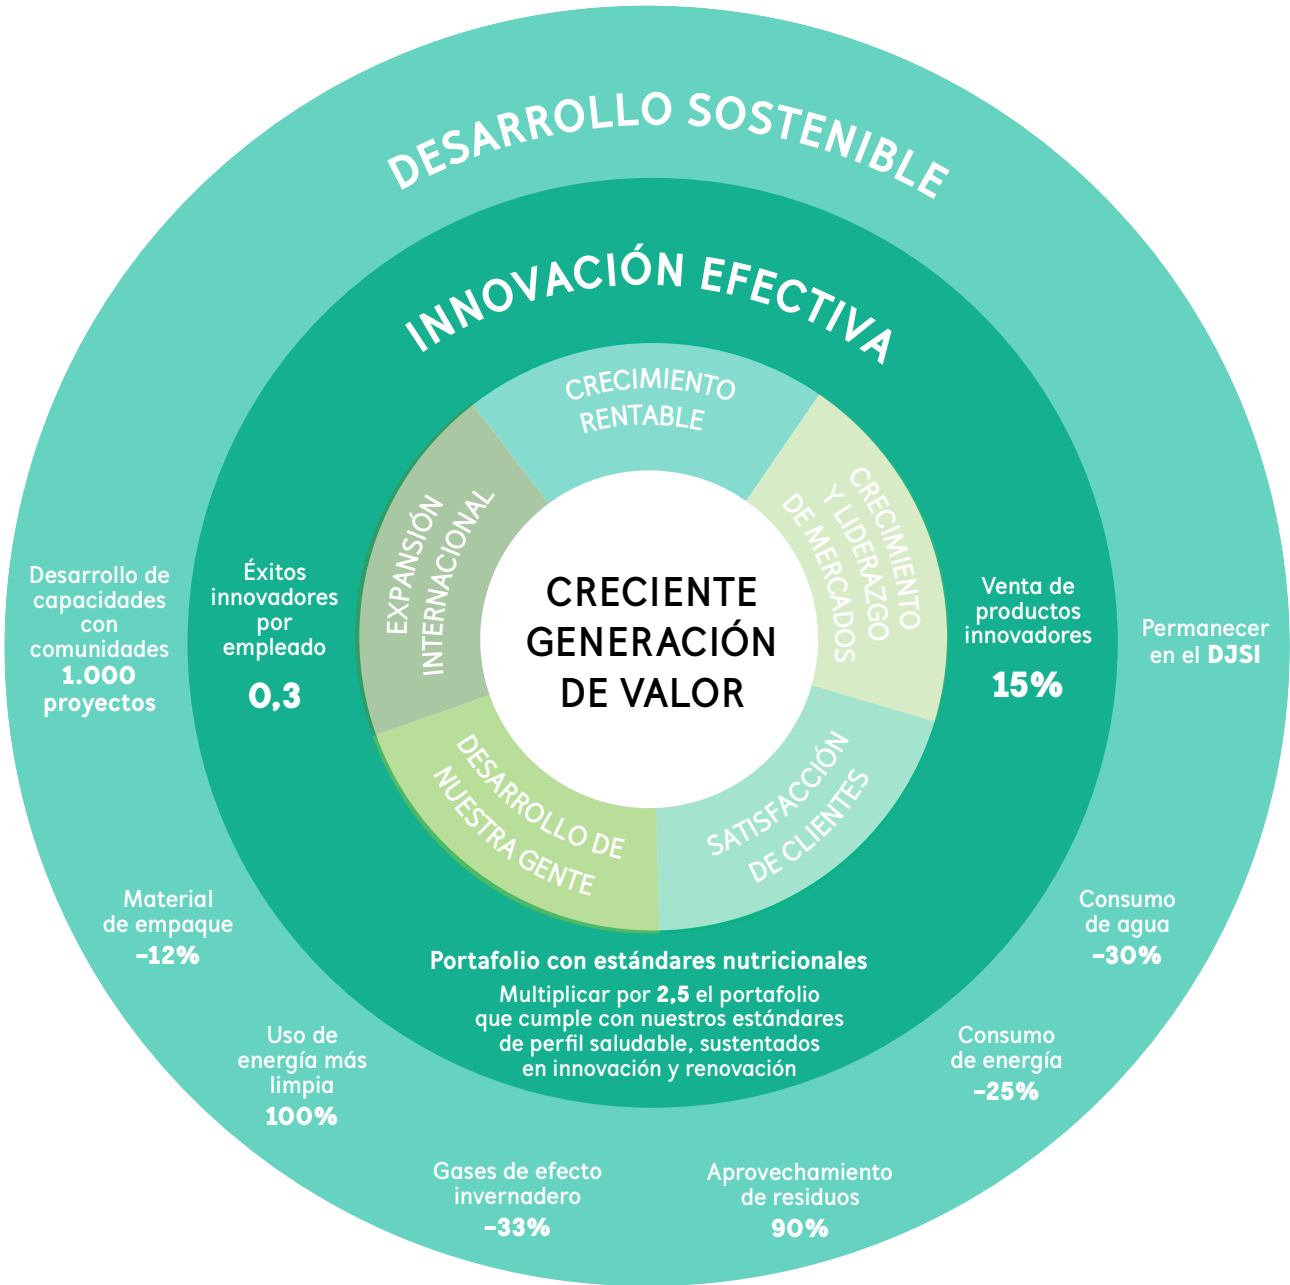 DESARROLLO SOSTENIBLE
INNOVACIÓN EFECTIVA
CRECIMIENTO
RENTABLE
CRECIMIENTO
Y LIDERAZGO
DE MERCADOS
SATISFACCIÓN
DE CLIENTES
DESARROLLO DE
NUESTRA GENTE
EXPANSIÓN
INTERNACIONAL
CRECIENTE
GENERACIÓN
DE VALOR
Éxitos
innovadores
por
empleado
0,3
Venta de
productos
innovadores
15%
Portafolio con estándares nutricionales
Multiplicar por 2,5 el portafolio
que cumple con nuestros estándares
de perfil saludable, sustentados
en innovación y renovación
Desarrollo de
capacidades
con
comunidades
1.000
proyectos
Permanecer
en el DJSI
Material
de empaque
-12%
Consumo
de agua
-30%
Uso de
energía más
limpia
100%
Consumo
de energía
-25%
Gases de efecto
invernadero
-33%
Aprovechamiento
de residuos
90%